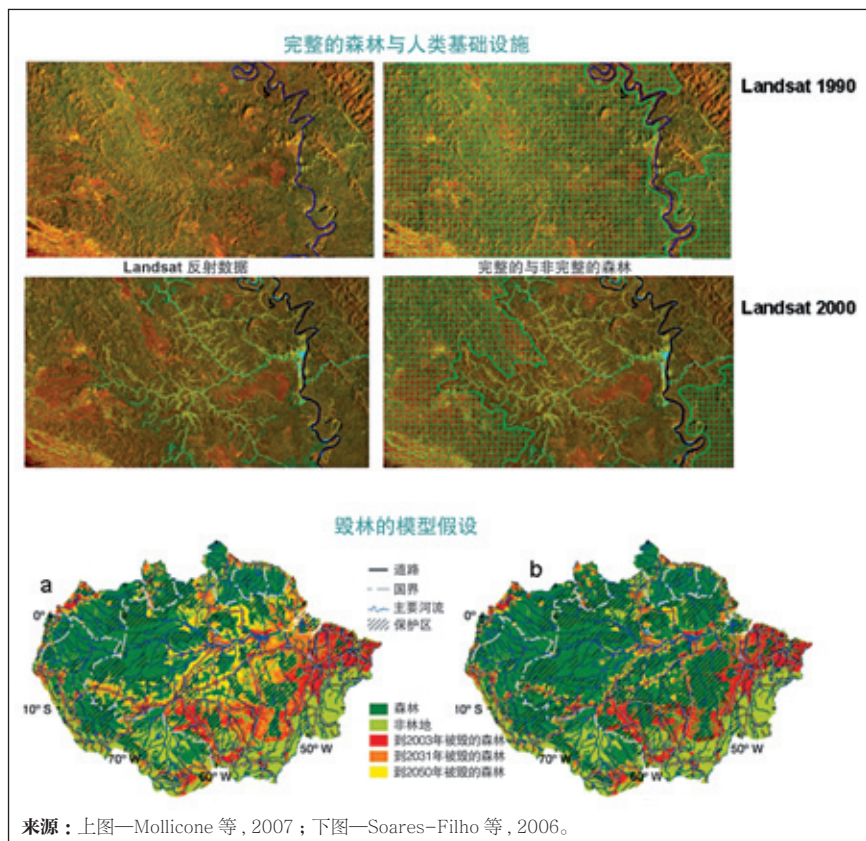 完整的森林与人类基础设施
Landsat 1990
Landsat 反射数据
完整的与非完整的森林
Landsat 2000
毁林的模型假设
a
道路
国界
主要河流
保护区
b
0°
0°
10° S
10° S
森林
非林地
到2003年被毁的森林
到2031年被毁的森林
到2050年被毁的森林
70° W
60° W
50° W
70° W
60° W
50° W
来源：上图—Mollicone 等 , 2007；下图—Soares-Filho 等 , 2006。